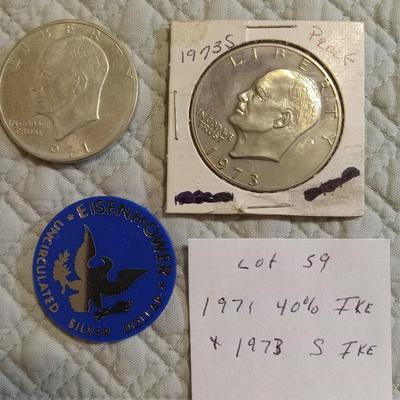 LIBERTY
IN GOD WE
TRUST
1971
1973 S
Proof
LIBERTY
IN GOD WE
TRUST
1973
★ EISENHOWER ★
UNCIRCULATED SILVER DOLLAR
Lot 59
1971 40% IKE
+ 1973 S IKE